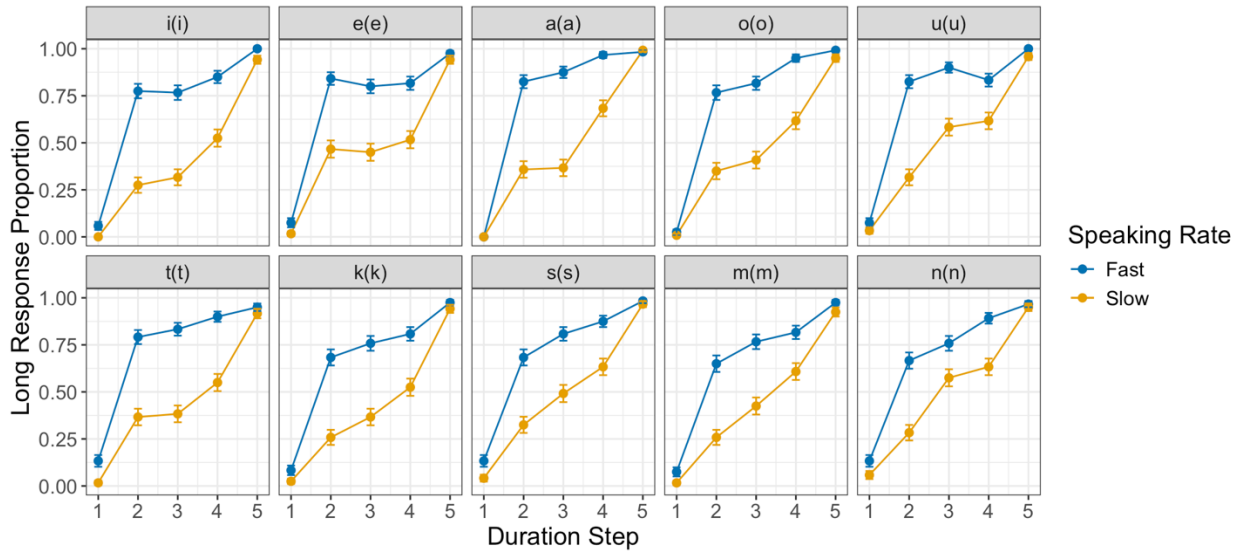 i(i) e(e) a(a) o(o) u(u)
1.00
0.75
0.50
0.25
0.00
t(t) k(k) s(s) m(m) n(n)
1.00
0.75
0.50
0.25
0.00
1 2 3 4 5 1 2 3 4 5 1 2 3 4 5 1 2 3 4 5 1 2 3 4 5
Duration Step
Long Response Proportion
Speaking Rate
Fast
Slow